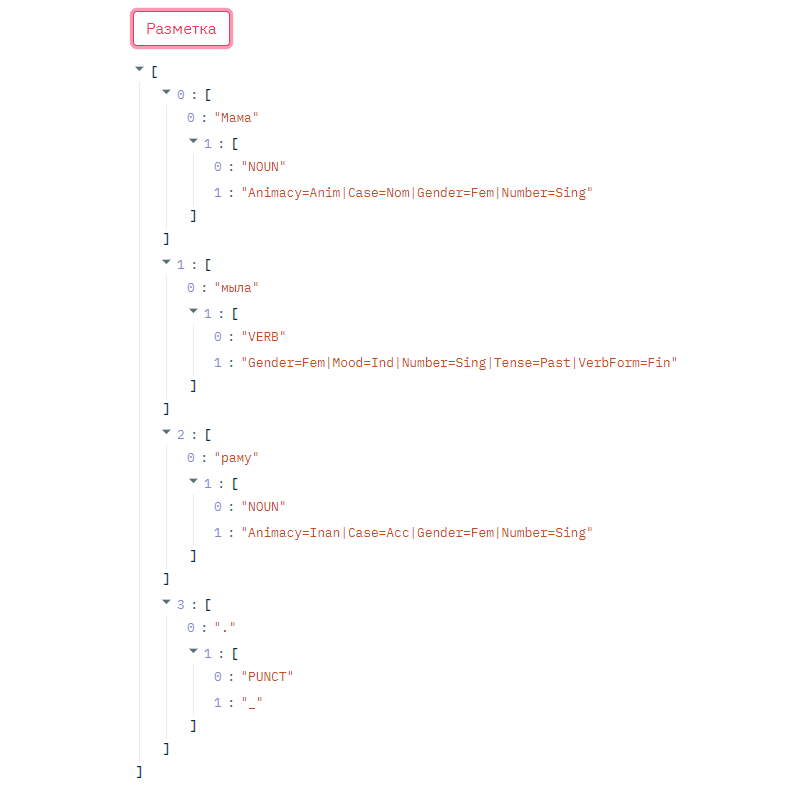 Разметка
[
0 : [
0 : "Мама"
1 : [
0 : "NOUN"
1 : "Animacy=Anim|Case=Nom|Gender=Fem|Number=Sing"
]
]
1 : [
0 : "мыла"
1 : [
0 : "VERB"
1 : "Gender=Fem|Mood=Ind|Number=Sing|Tense=Past|VerbForm=Fin"
]
]
2 : [
0 : "раму"
1 : [
0 : "NOUN"
1 : "Animacy=Inan|Case=Acc|Gender=Fem|Number=Sing"
]
]
3 : [
0 : "."
1 : [
0 : "PUNCT"
1 : "_"
]
]
]